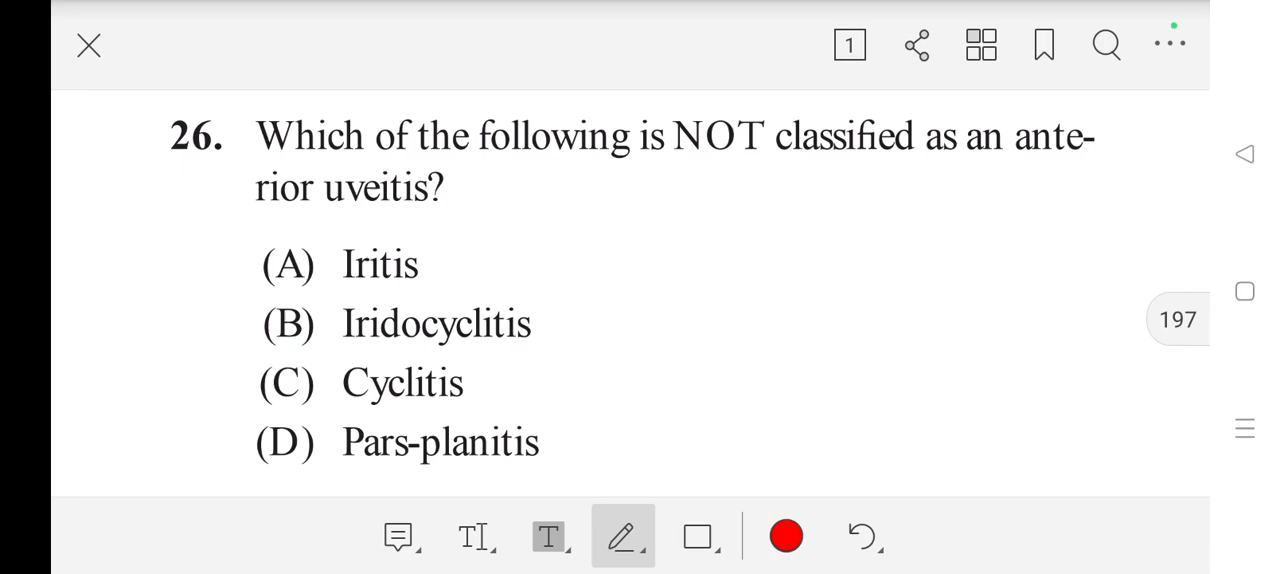 1
26. Which of the following is NOT classified as an ante-
rior uveitis?
(A) Iritis
(B) Iridocyclitis
197
(C) Cyclitis
(D) Pars-planitis
TI T